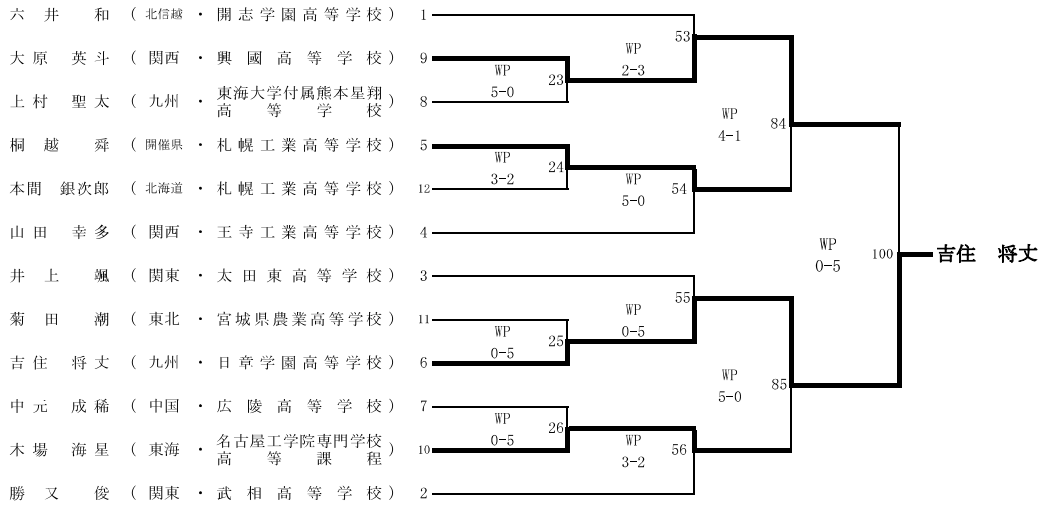 六井 和 （ 北信越 ・ 開志学園高等学校 ） 1
53
大原 英斗 （ 関西 ・ 興國高等学校 ） 9
WP
2-3
WP
5-0
23
上村 聖太 （ 九州 ・ 東海大学付属熊本星翔高等学校 ） 8
WP
4-1
84
桐越 舜 （ 開催県 ・ 札幌工業高等学校 ） 5
WP
3-2
24
本間 銀次郎 （ 北海道 ・ 札幌工業高等学校 ） 12
WP
5-0
54
山田 幸多 （ 関西 ・ 王寺工業高等学校 ） 4
WP
0-5
100
吉住 将丈
井上 颯 （ 関東 ・ 太田東高等学校 ） 3
55
菊田 潮 （ 東北 ・ 宮城県農業高等学校 ） 11
WP
0-5
WP
0-5
25
吉住 将丈 （ 九州 ・ 日章学園高等学校 ） 6
WP
5-0
85
中元 成稀 （ 中国 ・ 広陵高等学校 ） 7
WP
0-5
26
木場 海星 （ 東海 ・ 名古屋工学院専門学校高等課程 ） 10
WP
3-2
56
勝又 俊 （ 関東 ・ 武相高等学校 ） 2